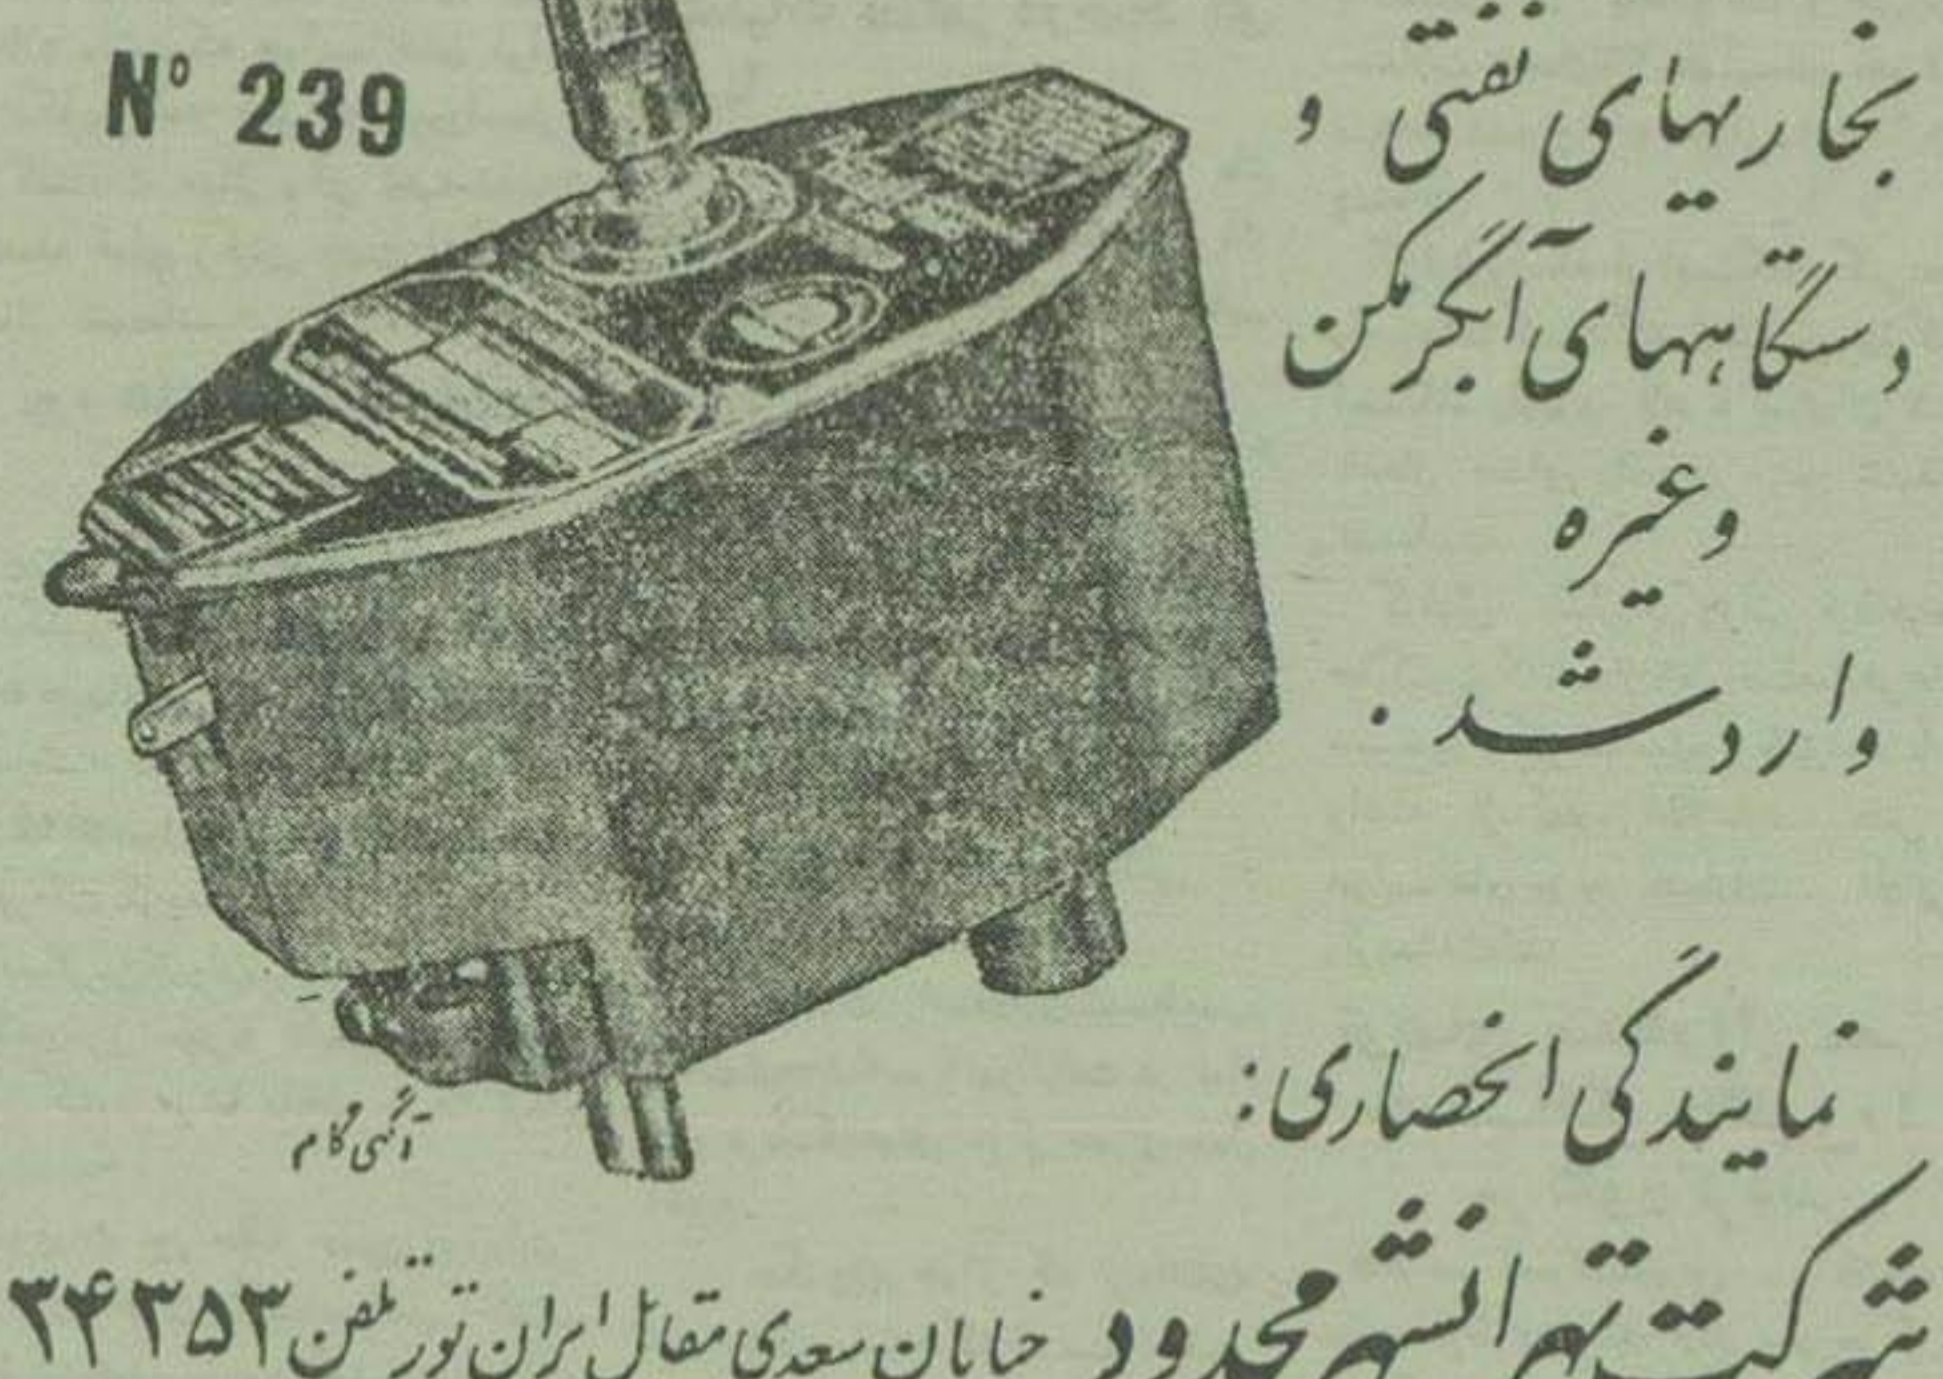 N° 239
بخاریهای نفتی و
دستگاههای آبگرمکن
و غیره
وارد شد .
نمایندگی انحصاری:
آگهی گام
شرکت تهرانشهر محدود خیابان سعدی مقابل ایران تور تلفن ۳۴۳۵۳